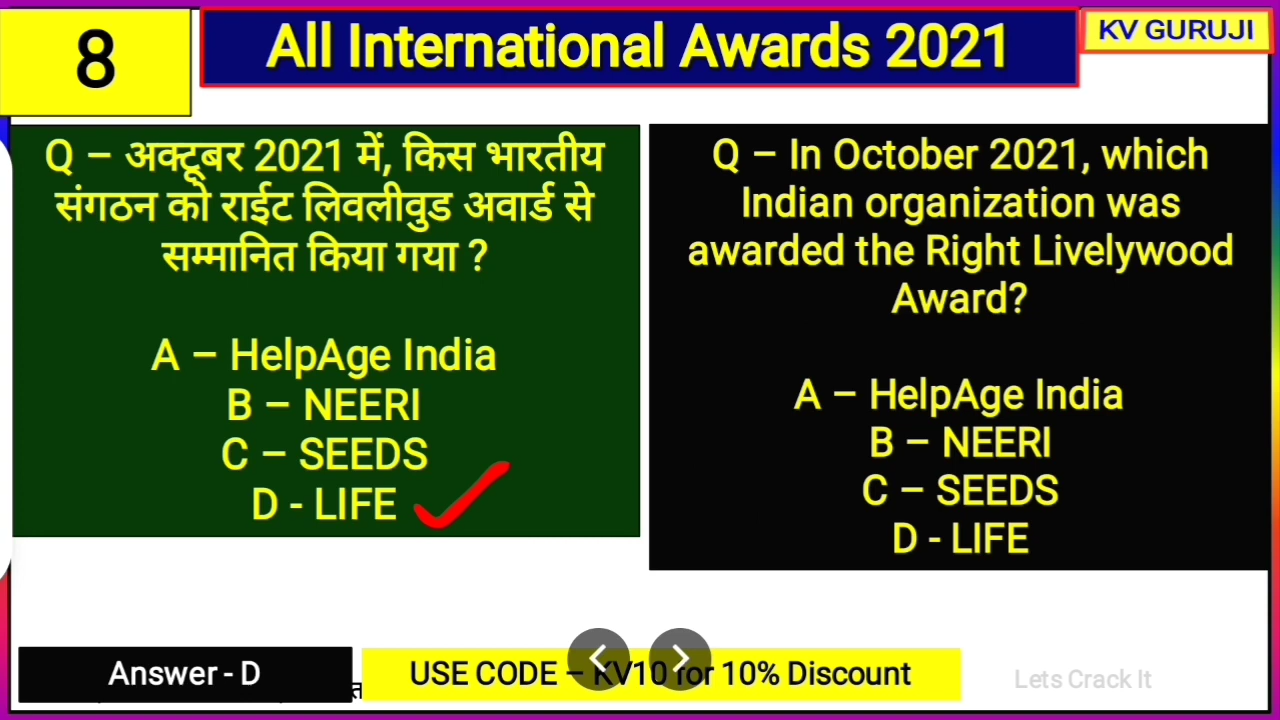 8
All International Awards 2021
KV GURUJI
Q – अक्टूबर 2021 में, किस भारतीय
संगठन को राईट लिवलीवुड अवार्ड से
सम्मानित किया गया ?
A – HelpAge India
B – NEERI
C – SEEDS
D - LIFE
Q – In October 2021, which
Indian organization was
awarded the Right Livelywood
Award?
A – HelpAge India
B – NEERI
C – SEEDS
D - LIFE
Answer - D
USE CODE – KV10 for 10% Discount
Lets Crack It